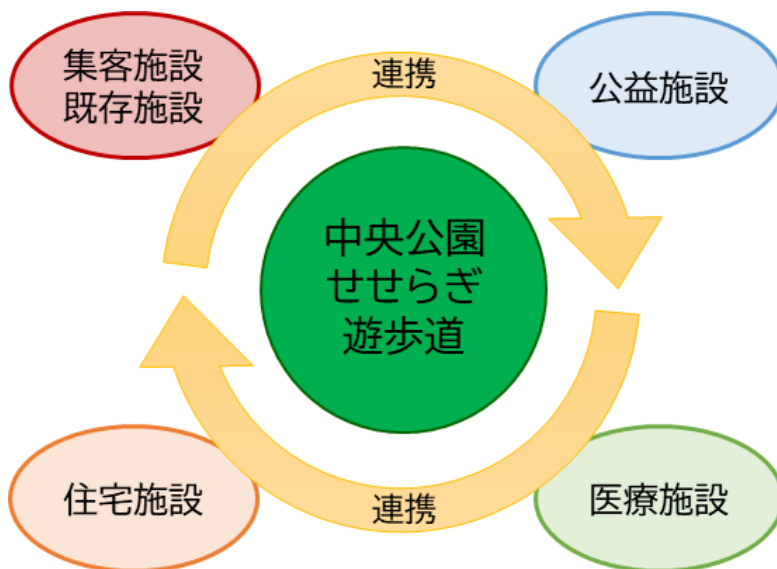 集客施設
既存施設
連携
公益施設
中央公園
せせらぎ
遊歩道
住宅施設
連携
医療施設